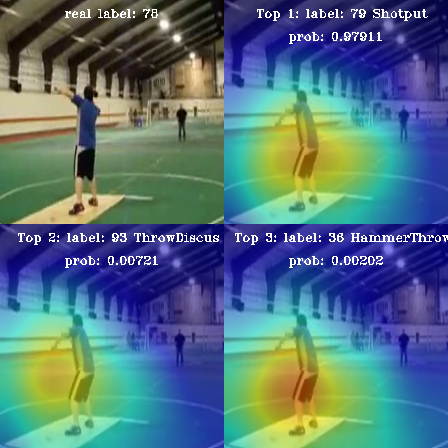 real label: 78
Top 1: label: 79 Shotput
prob: 0.97911
Top 2: label: 93 ThrowDiscus
prob: 0.00721
Top 3: label: 36 HammerThrow
prob: 0.00202